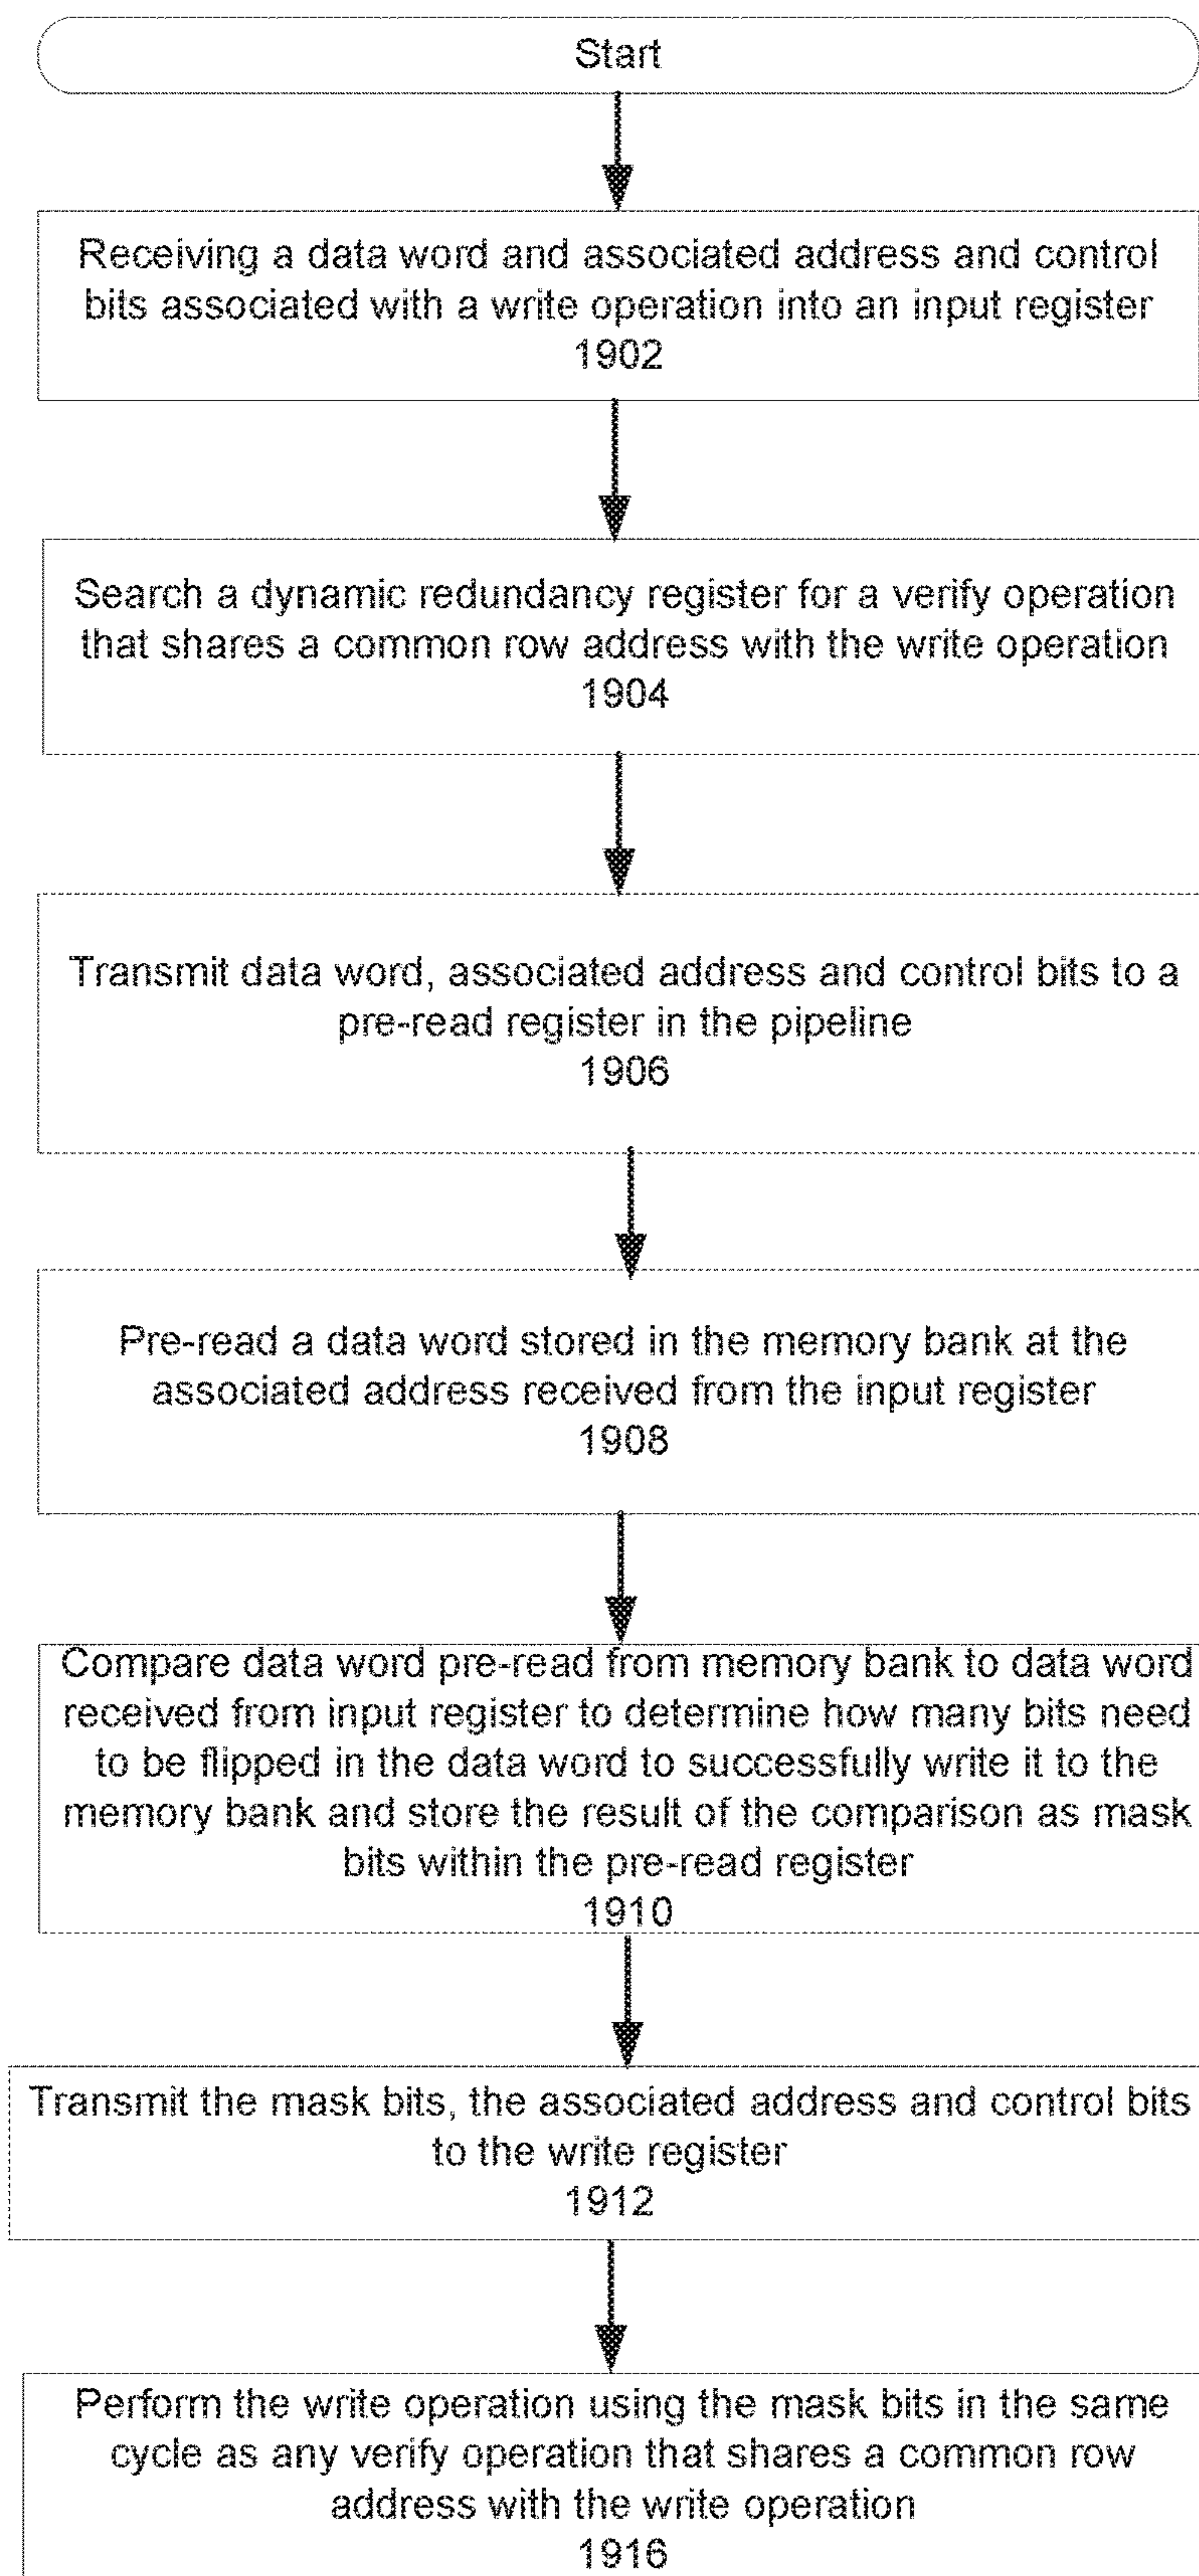 Start
Receiving a data word and associated address and control
bits associated with a write operation into an input register
1902
Search a dynamic redundancy register for a verify operation
that shares a common row address with the write operation
1904
Transmit data word, associated address and control bits to a
pre-read register in the pipeline
1906
Pre-read a data word stored in the memory bank at the
associated address received from the input register
1908
Compare data word pre-read from memory bank to data word
received from input register to determine how many bits need
to be flipped in the data word to successfully write it to the
memory bank and store the result of the comparison as mask
bits within the pre-read register
1910
Transmit the mask bits, the associated address and control bits
to the write register
1912
Perform the write operation using the mask bits in the same
cycle as any verify operation that shares a common row
address with the write operation
1916